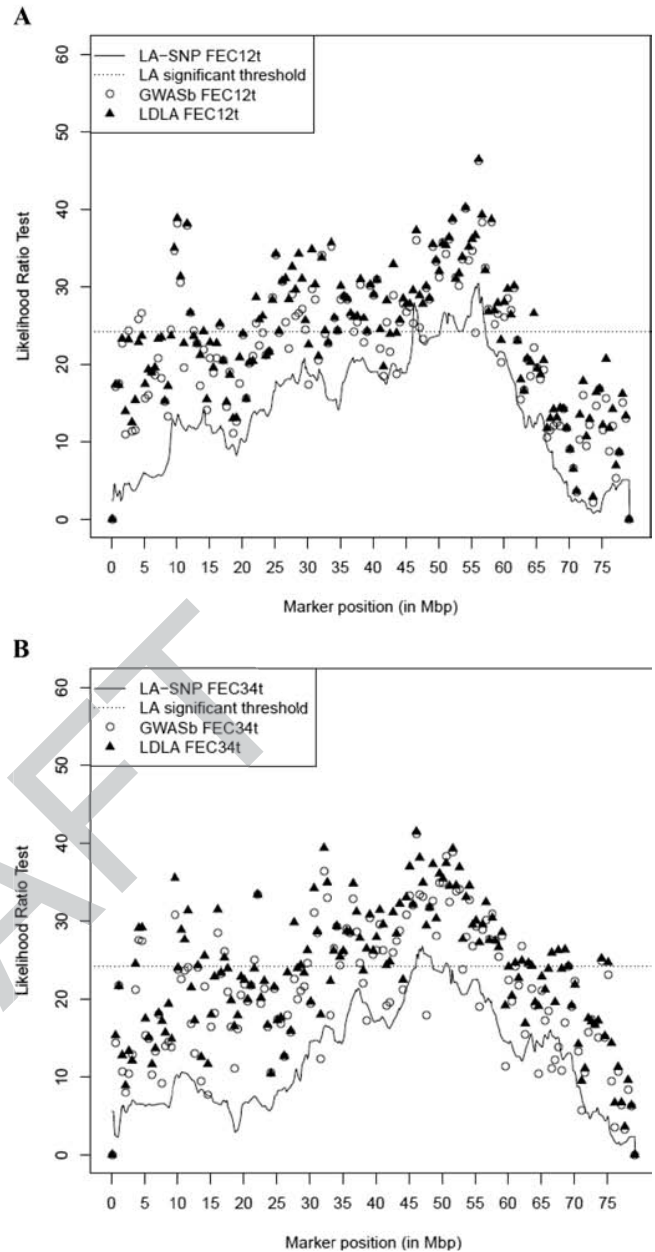 A
LA-SNP FEC12t
LA significant threshold
GWASb FEC12t
LDLA FEC12t
Likelihood Ratio Test
60
50
40
30
20
10
0
0 5 10 15 20 25 30 35 40 45 50 55 60 65 70 75
Marker position (in Mbp)
B
LA-SNP FEC34t
LA significant threshold
GWASb FEC34t
LDLA FEC34t
Likelihood Ratio Test
60
50
40
30
20
10
0
0 5 10 15 20 25 30 35 40 45 50 55 60 65 70 75
Marker position (in Mbp)
AFT